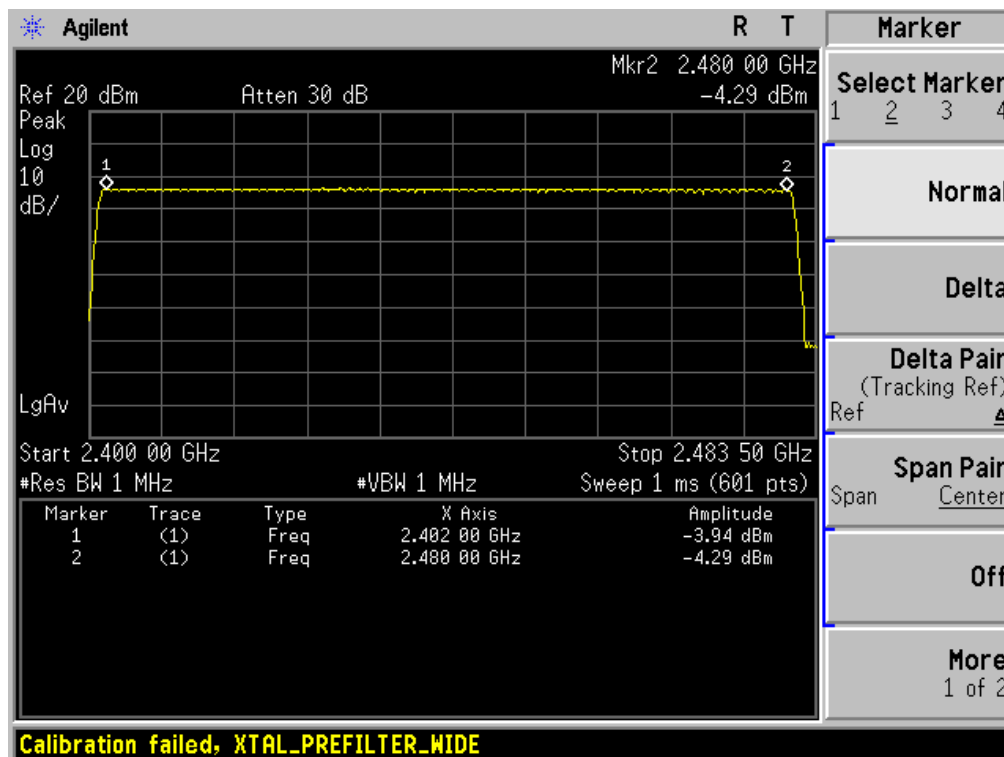 Agilent R T
Mkr2 2.480 00 GHz
Ref 20 dBm Atten 30 dB -4.29 dBm
Peak
Log
10
dB/
1
2
LgAv
Start 2.400 00 GHz Stop 2.483 50 GHz
#Res BW 1 MHz #VBW 1 MHz Sweep 1 ms (601 pts)
Marker Trace Type X Axis Amplitude
1 (1) Freq 2.402 00 GHz -3.94 dBm
2 (1) Freq 2.480 00 GHz -4.29 dBm
Calibration failed, XTAL_PREFILTER_WIDE
Marker
Select Marker
1 2 3 4
Normal
Delta
Delta Pair
(Tracking Ref)
Ref Δ
Span Pair
Span Center
Off
More
1 of 2